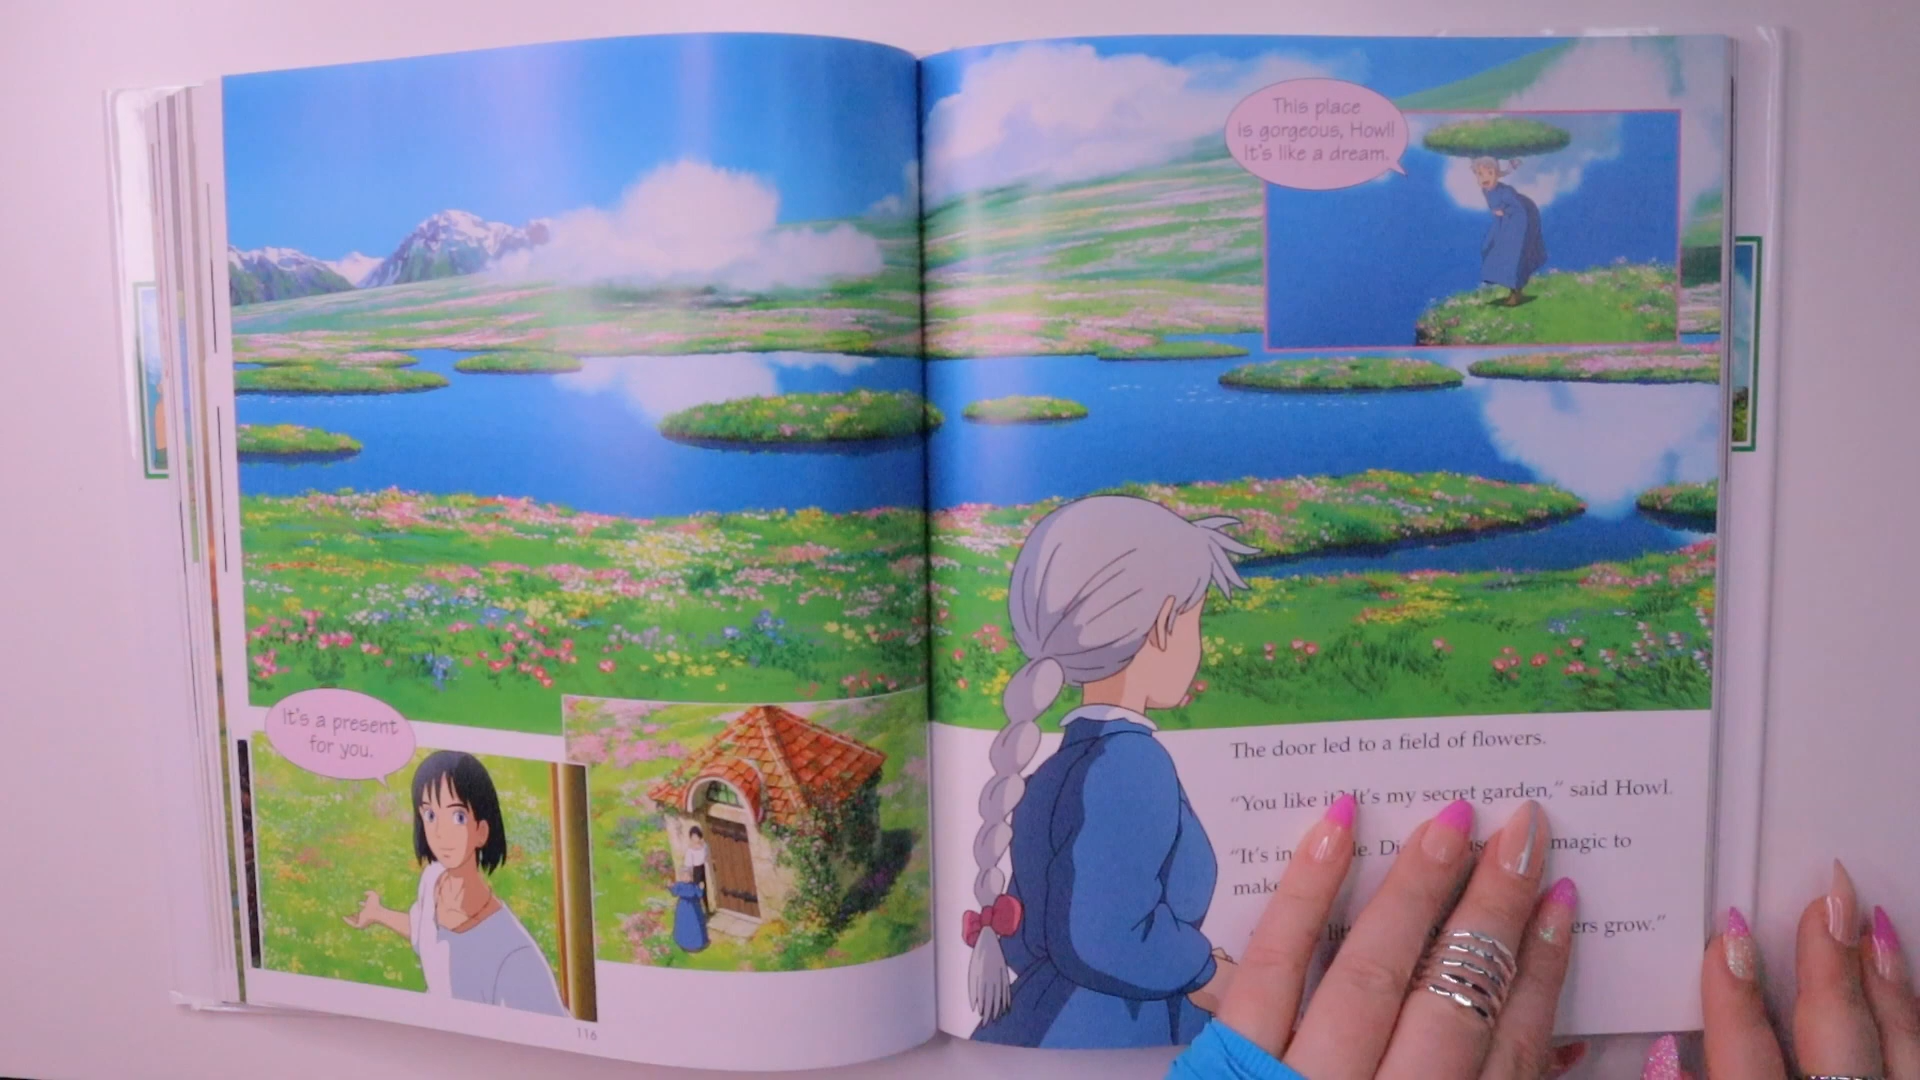 This place
is gorgeous, Howl!
It's like a dream.
It's a present
for you.
The door led to a field of flowers.
"You like it? It's my secret garden," said Howl.
"It's in
magic to
make
grow."
116